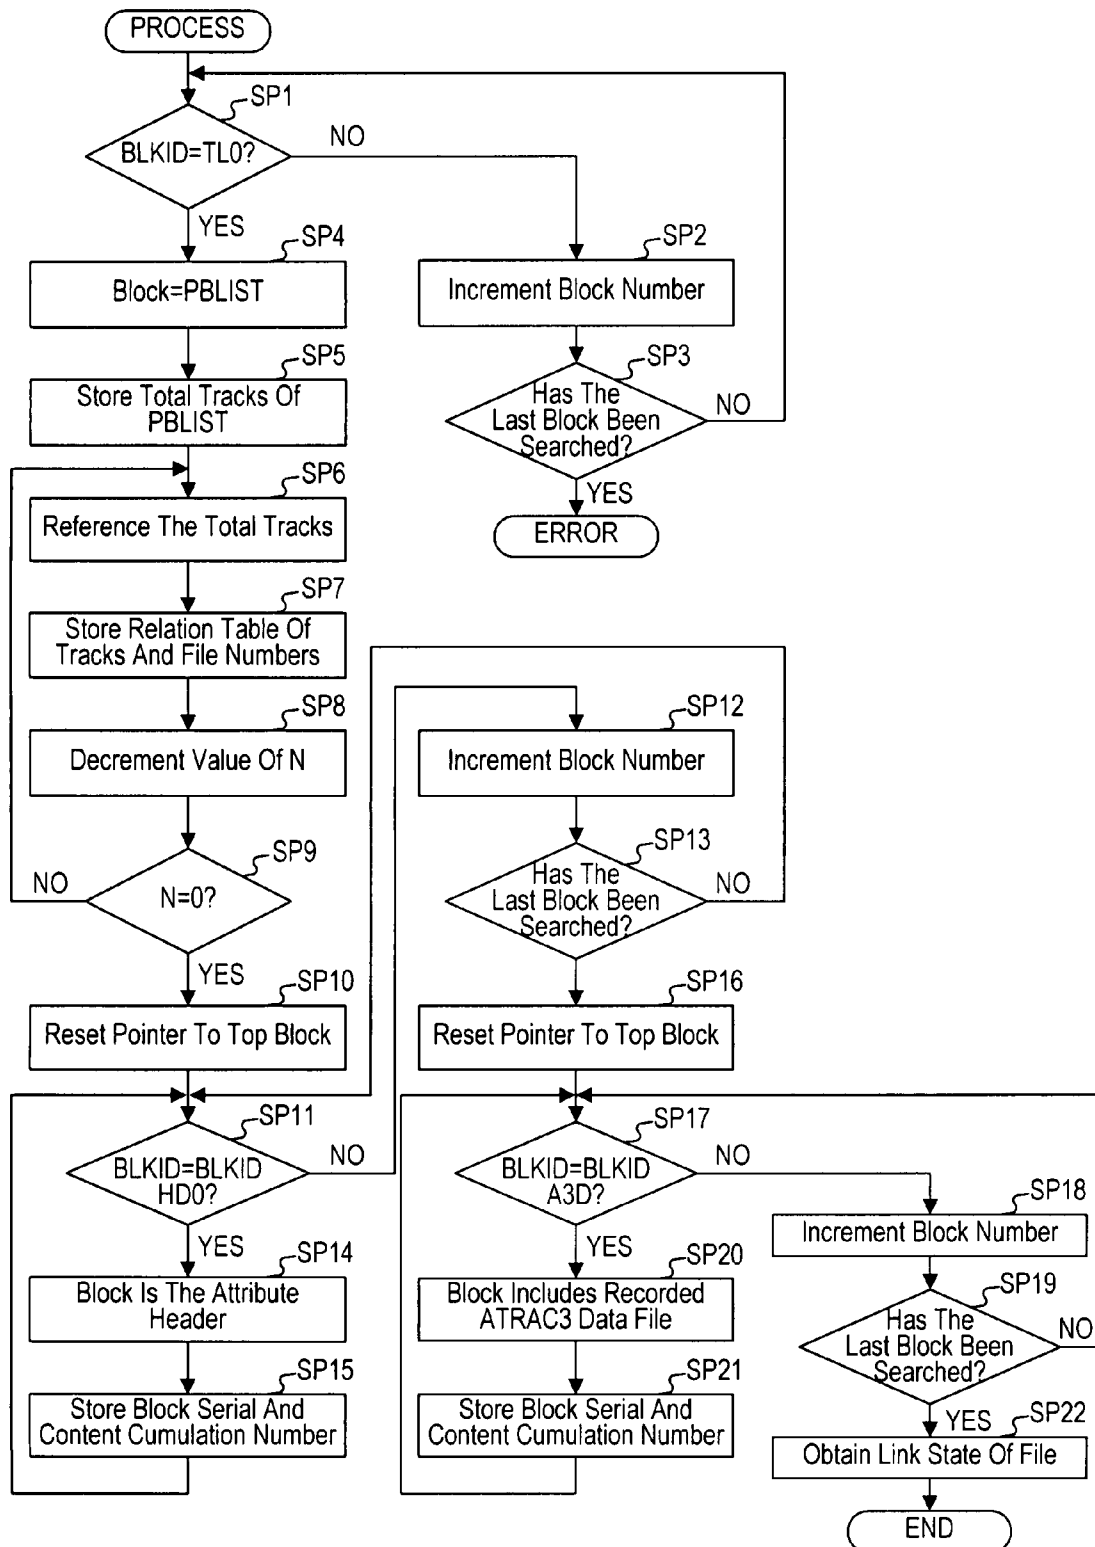 PROCESS
SP1
BLKID=TL0?
NO
YES
SP4
Block=PBLIST
SP2
Increment Block Number
SP5
Store Total Tracks Of
PBLIST
SP3
Has The
Last Block Been
Searched?
NO
YES
ERROR
SP6
Reference The Total Tracks
SP7
Store Relation Table Of
Tracks And File Numbers
SP8
Decrement Value Of N
SP12
Increment Block Number
SP9
N=0?
NO
YES
SP13
Has The
Last Block Been
Searched?
NO
YES
SP10
Reset Pointer To Top Block
SP16
Reset Pointer To Top Block
SP11
BLKID=BLKID
HD0?
NO
YES
SP17
BLKID=BLKID
A3D?
NO
YES
SP14
Block Is The Attribute
Header
SP20
Block Includes Recorded
ATRAC3 Data File
SP18
Increment Block Number
SP15
Store Block Serial And
Content Cumulation Number
SP21
Store Block Serial And
Content Cumulation Number
SP19
Has The
Last Block Been
Searched?
NO
YES
SP22
Obtain Link State Of File
END